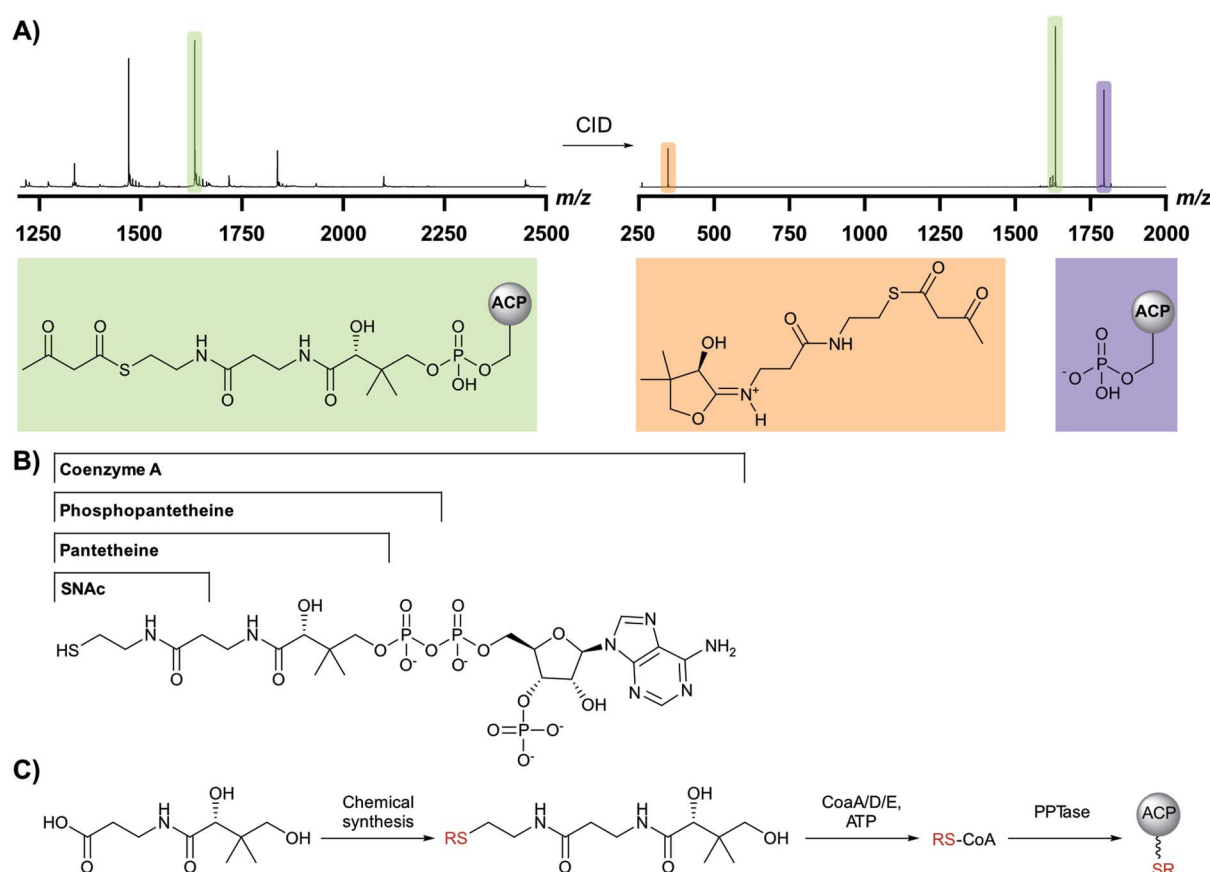 A)
CID
m/z
1250 1500 1750 2000 2250 2500
m/z
250 500 750 1000 1250 1500 1750 2000
O O S H N O H N O OH O P O OH O ACP
OH O N+ H O NH S O O
O -O P O OH ACP
B)
Coenzyme A
Phosphopantetheine
Pantetheine
SNAc
HS H N O H N O OH O O P O- O O P O- O O N N N N NH2 O OH O=P O- O-
C)
HO O H N O OH OH
Chemical
synthesis
RS H N O H N O OH OH
CoaA/D/E,
ATP
RS-CoA
PPTase
ACP
SR